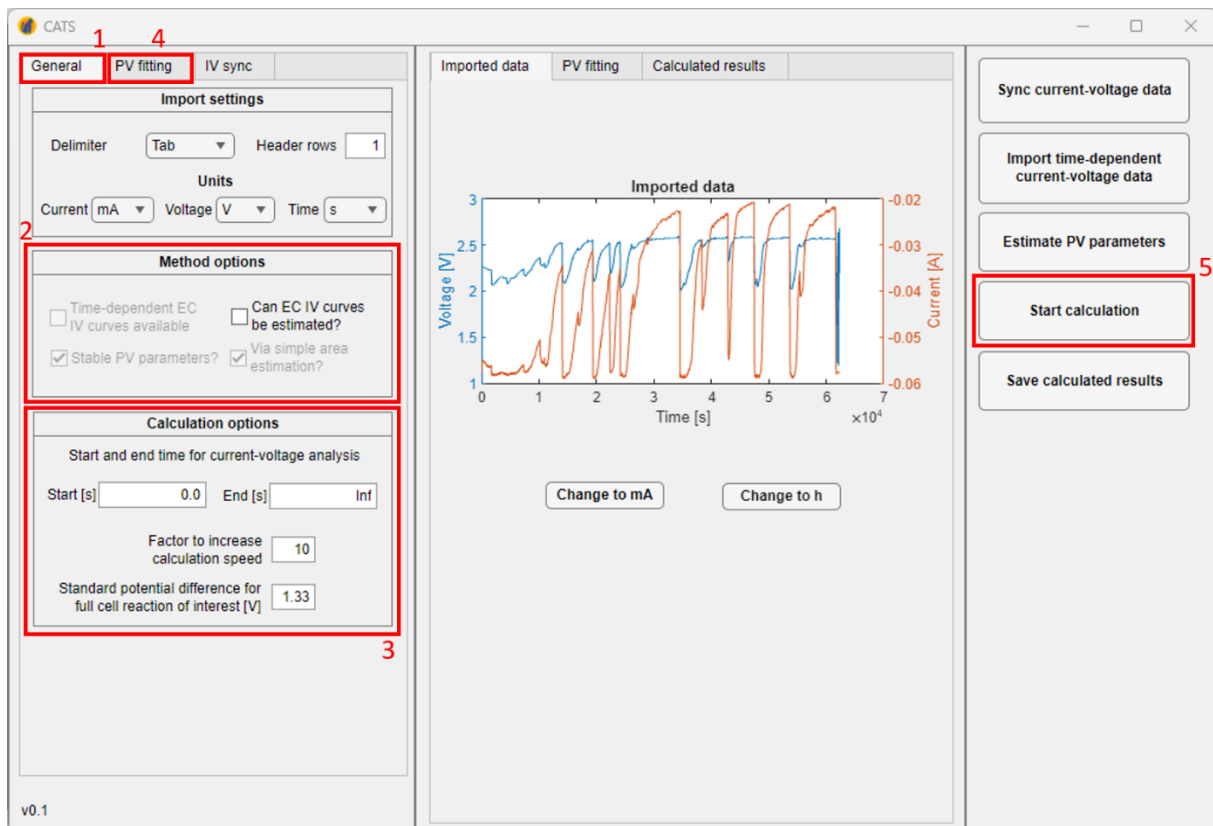 CATS
1
4
General
PV fitting
IV sync
Import settings
Delimiter
Tab
Header rows
1
Units
Current
mA
Voltage
V
Time
s
2
Method options
Time-dependent EC
IV curves available
Can EC IV curves
be estimated?
Stable PV parameters?
Via simple area
estimation?
Calculation options
Start and end time for current-voltage analysis
Start [s]
0.0
End [s]
Inf
Factor to increase
calculation speed
10
Standard potential difference for
full cell reaction of interest [V]
1.33
3
v0.1
Imported data
PV fitting
Calculated results
Imported data
3
2.5
2
1.5
1
Voltage [V]
-0.02
-0.03
-0.04
-0.05
-0.06
Current [A]
0
1
2
3
4
5
6
7
Time [s]
×10⁴
Change to mA
Change to h
Sync current-voltage data
Import time-dependent
current-voltage data
Estimate PV parameters
5
Start calculation
Save calculated results